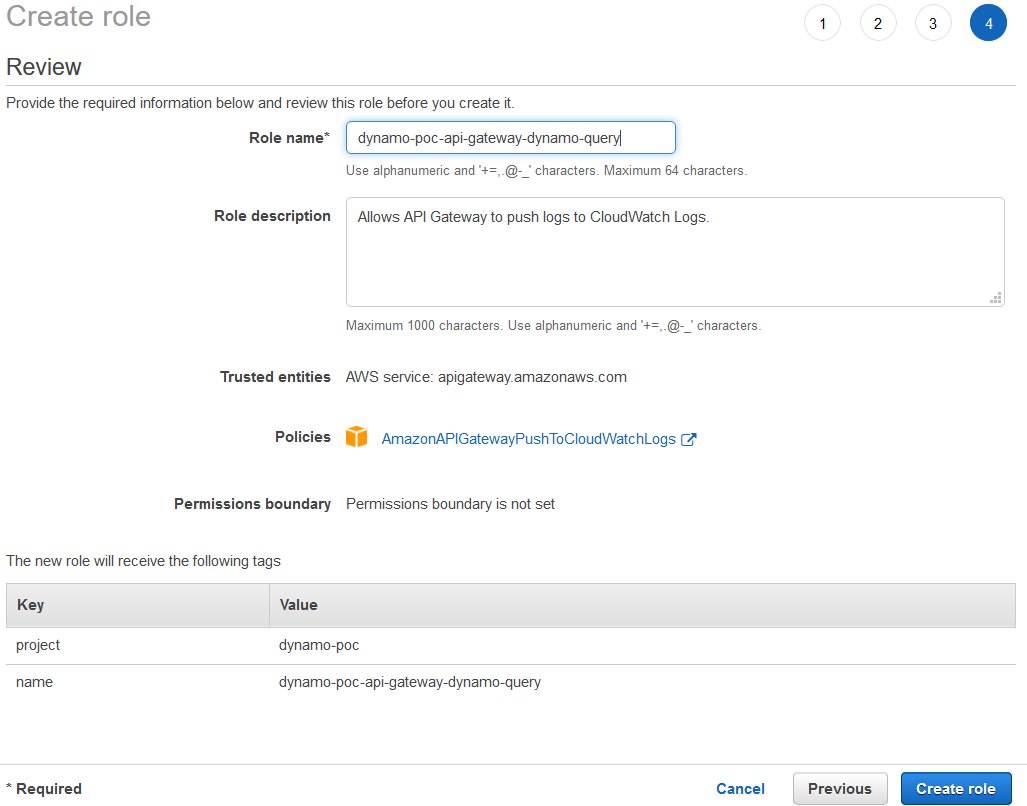 Create role
1 2 3 4
Review
Provide the required information below and review this role before you create it.
Role name* dynamo-poc-api-gateway-dynamo-query
Use alphanumeric and '+=,.@-_' characters. Maximum 64 characters.
Role description Allows API Gateway to push logs to CloudWatch Logs.
Maximum 1000 characters. Use alphanumeric and '+=,.@-_' characters.
Trusted entities AWS service: apigateway.amazonaws.com
Policies AmazonAPIGatewayPushToCloudWatchLogs
Permissions boundary Permissions boundary is not set
The new role will receive the following tags
Key Value
project dynamo-poc
name dynamo-poc-api-gateway-dynamo-query
* Required Cancel Previous Create role